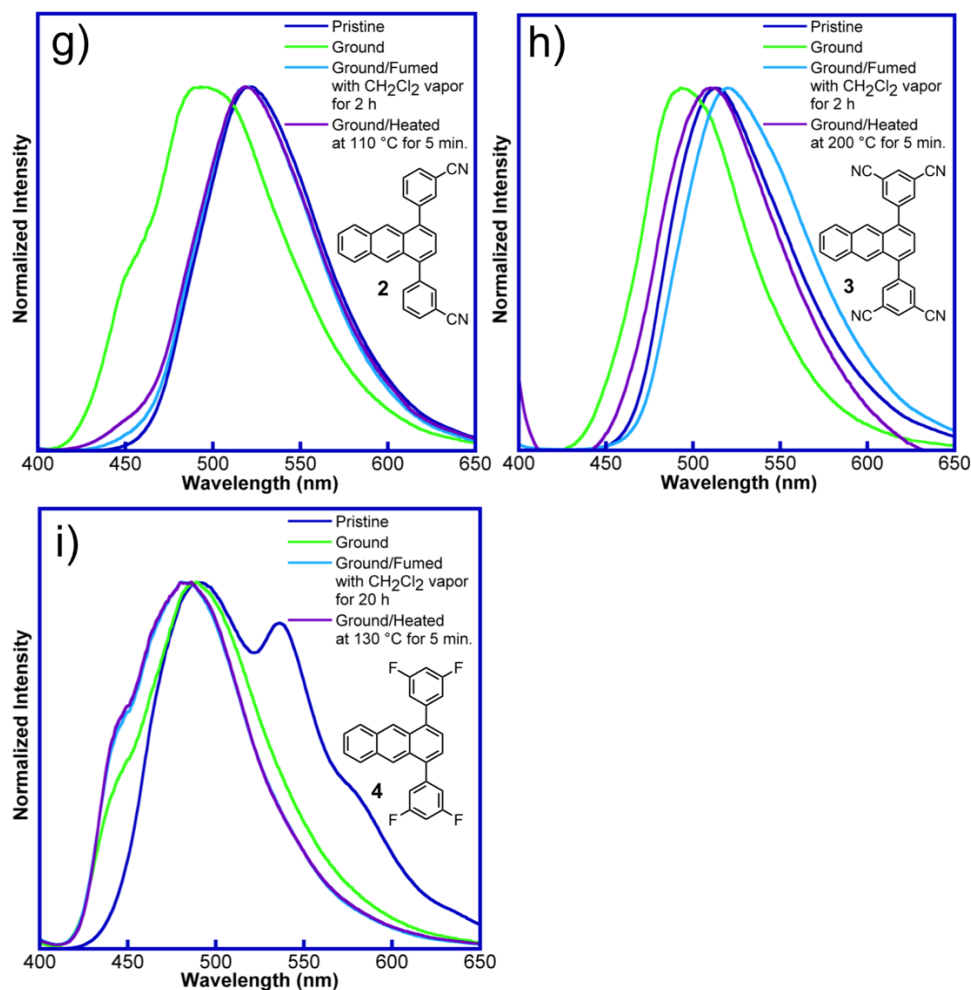 g)
Pristine
Ground
Ground/Fumed
with CH₂Cl₂ vapor
for 2 h
Ground/Heated
at 110 °C for 5 min.
CN
2
CN
Normalized Intensity
400 450 500 550 600 650
Wavelength (nm)
h)
Pristine
Ground
Ground/Fumed
with CH₂Cl₂ vapor
for 2 h
Ground/Heated
at 200 °C for 5 min.
NC CN
3
NC CN
Normalized Intensity
400 450 500 550 600 650
Wavelength (nm)
i)
Pristine
Ground
Ground/Fumed
with CH₂Cl₂ vapor
for 20 h
Ground/Heated
at 130 °C for 5 min.
F F
4
F F
Normalized Intensity
400 450 500 550 600 650
Wavelength (nm)